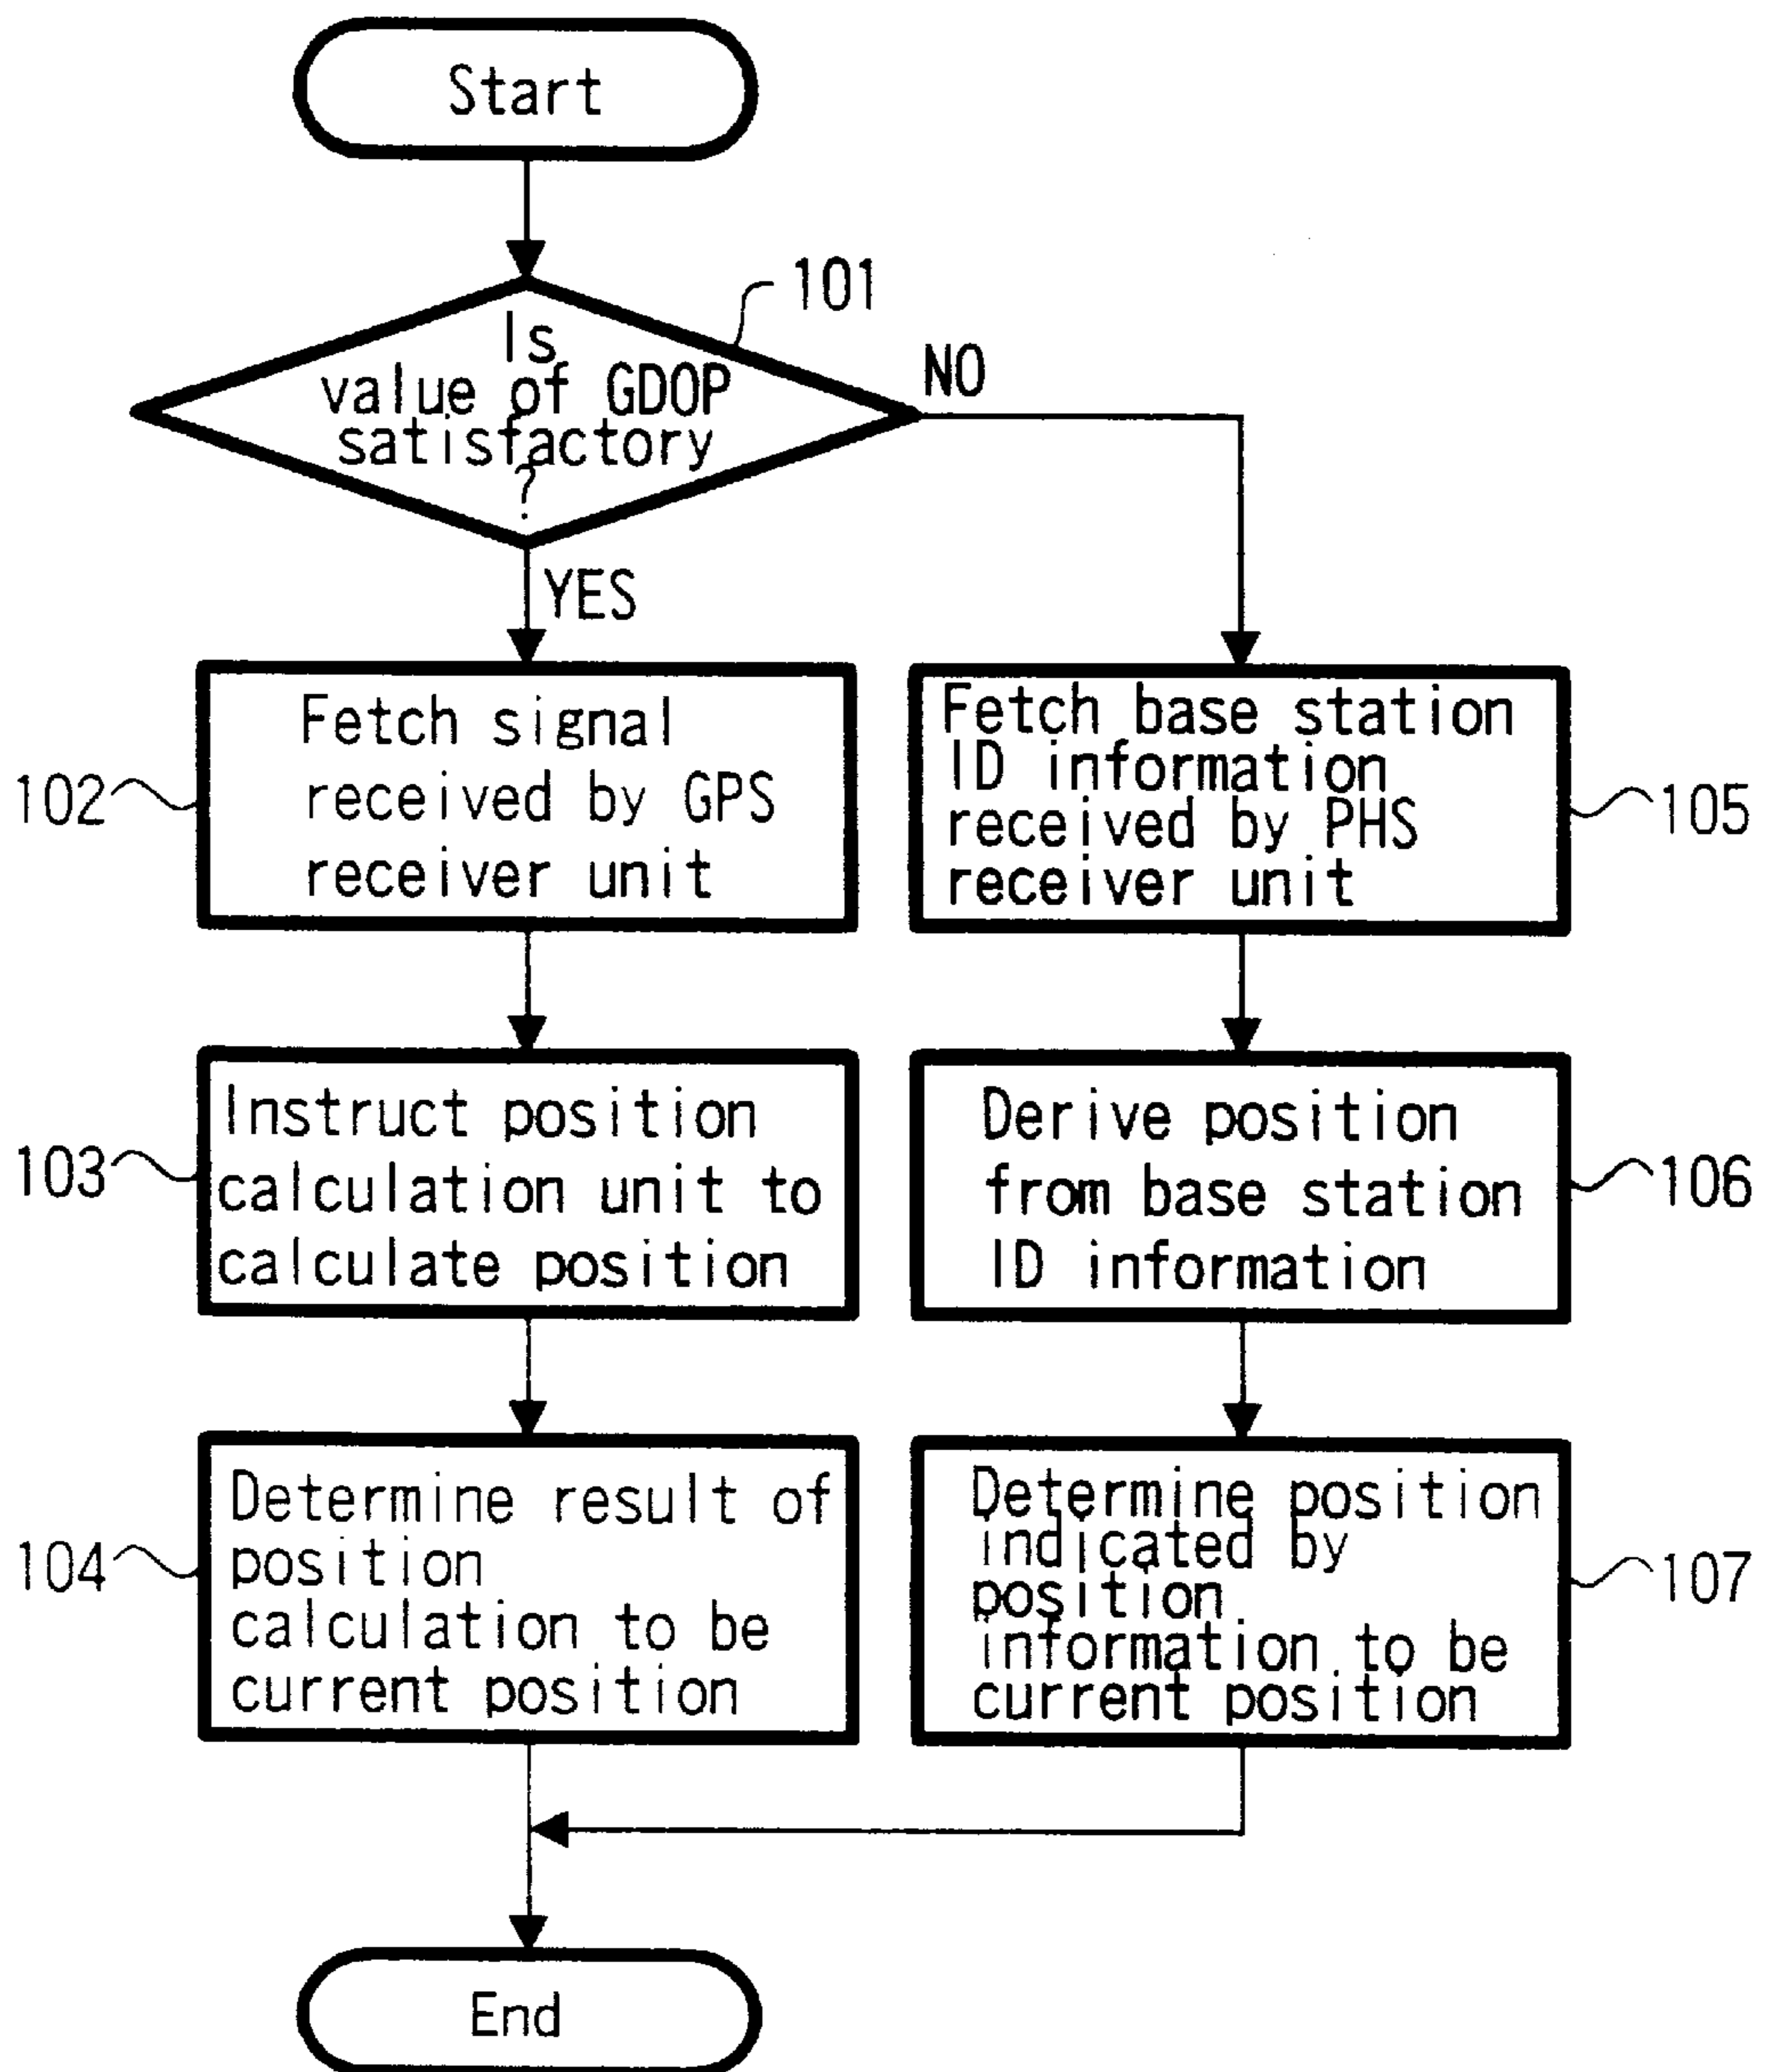 Start
101
Is
value of GDOP
satisfactory
?
NO
YES
Fetch signal
received by GPS
receiver unit
102
Fetch base station
ID information
received by PHS
receiver unit
105
Instruct position
calculation unit to
calculate position
103
Derive position
from base station
ID information
106
Determine result of
position
calculation to be
current position
104
Determine position
indicated by
position
information to be
current position
107
End